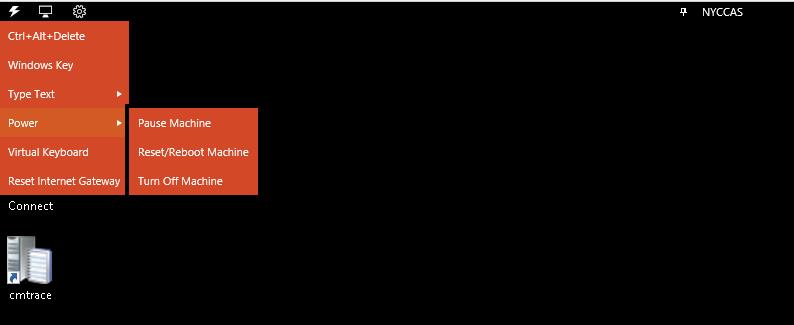 NYCCAS
Ctrl+Alt+Delete
Windows Key
Type Text
Power
Pause Machine
Virtual Keyboard
Reset/Reboot Machine
Reset Internet Gateway
Turn Off Machine
Connect
cmtrace